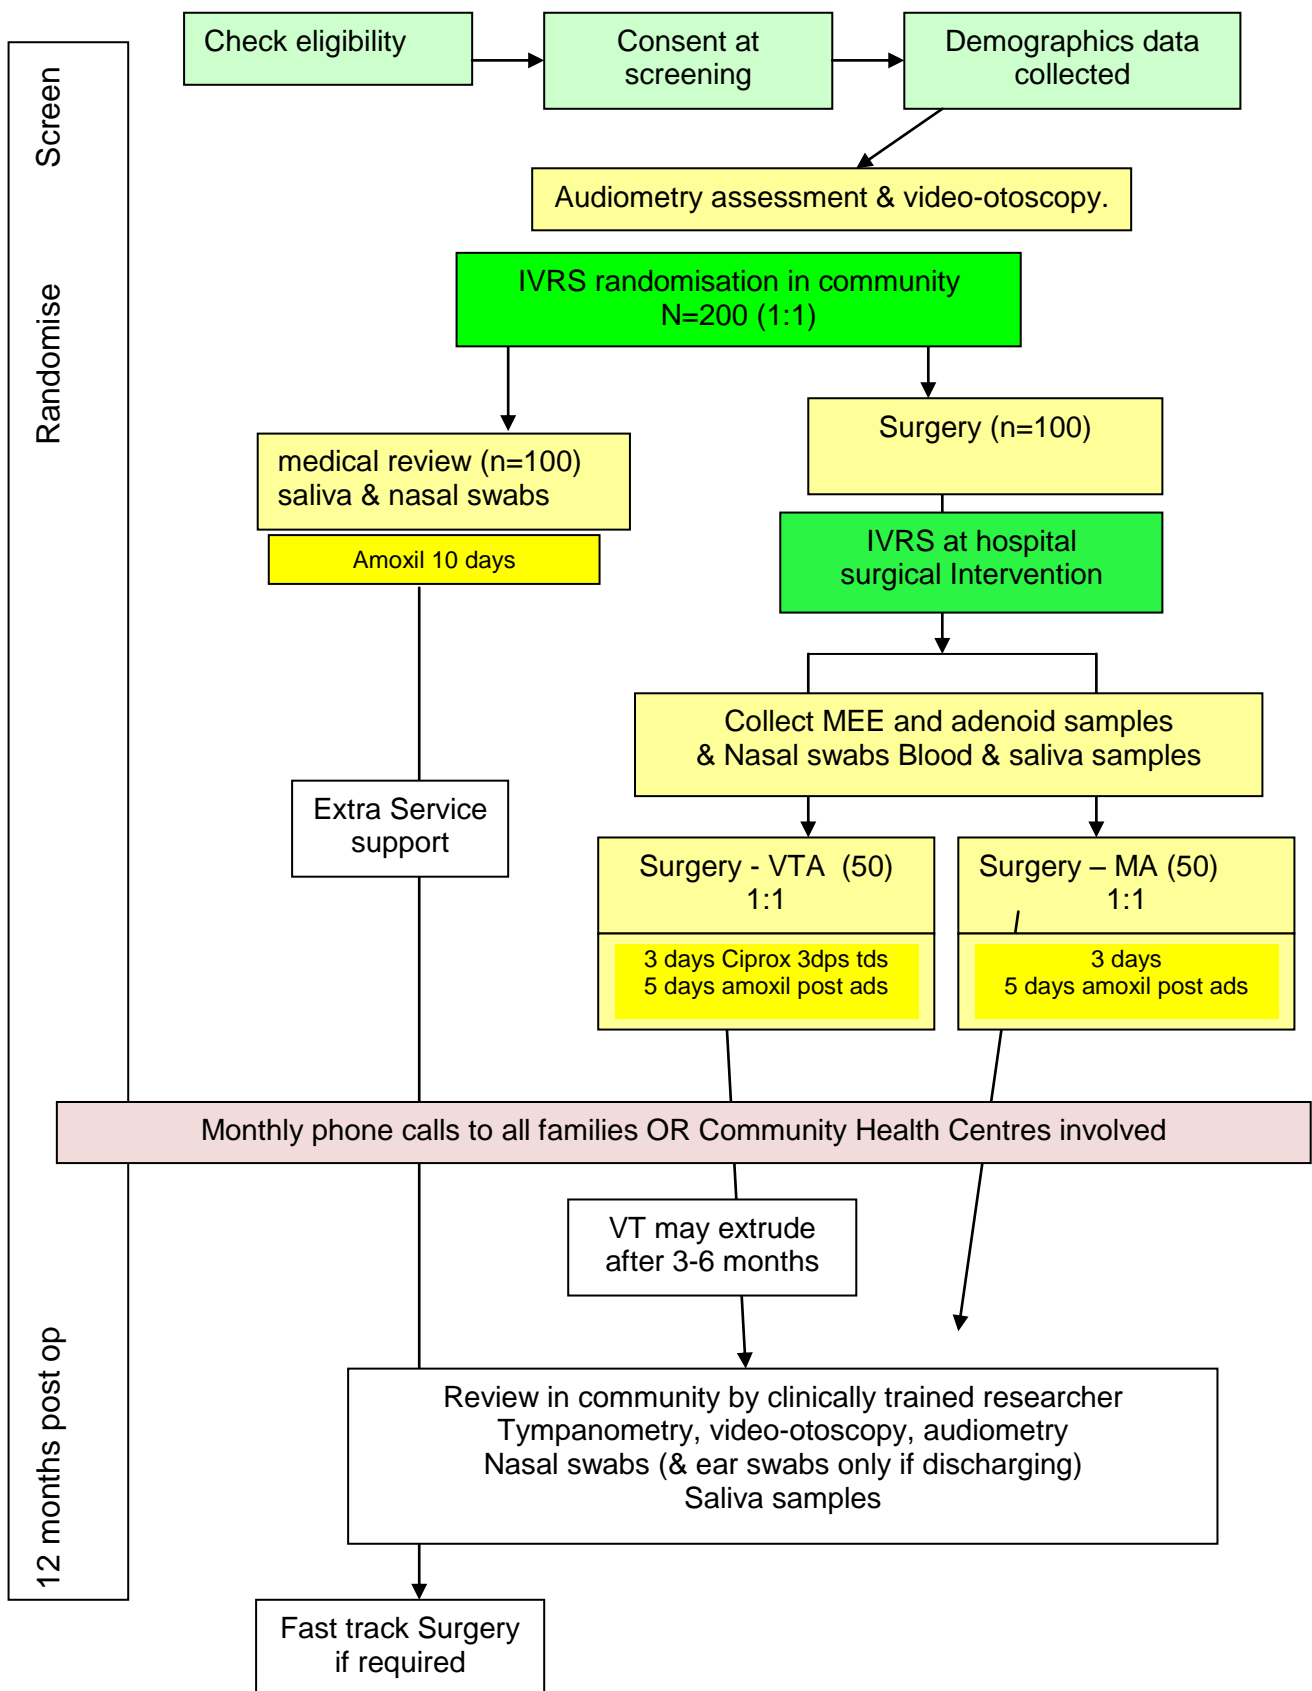 Check eligibility
Consent at
screening
Demographics data
collected
Screen
Audiometry assessment & video-otoscopy.
Randomise
IVRS randomisation in community
N=200 (1:1)
medical review (n=100)
saliva & nasal swabs
Amoxil 10 days
Surgery (n=100)
IVRS at hospital
surgical Intervention
Collect MEE and adenoid samples
& Nasal swabs Blood & saliva samples
Extra Service
support
Surgery - VTA (50)
1:1
3 days Ciprox 3dps tds
5 days amoxil post ads
Surgery – MA (50)
1:1
3 days
5 days amoxil post ads
Monthly phone calls to all families OR Community Health Centres involved
VT may extrude
after 3-6 months
12 months post op
Review in community by clinically trained researcher
Tympanometry, video-otoscopy, audiometry
Nasal swabs (& ear swabs only if discharging)
Saliva samples
Fast track Surgery
if required